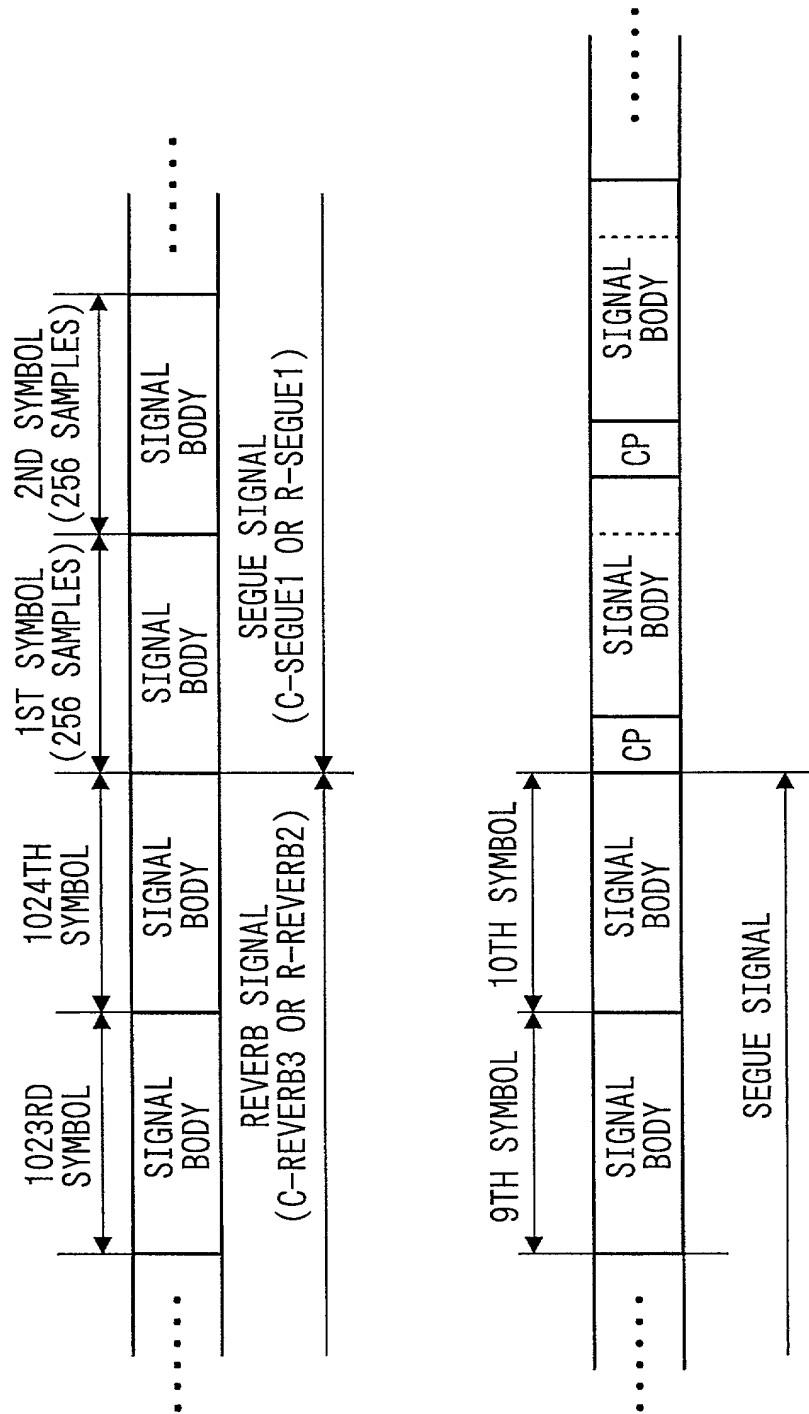 1023RD
SYMBOL
1024TH
SYMBOL
1ST SYMBOL
(256 SAMPLES)
2ND SYMBOL
(256 SAMPLES)
......
SIGNAL
BODY
SIGNAL
BODY
SIGNAL
BODY
SIGNAL
BODY
......
REVERB SIGNAL
(C-REVERB3 OR R-REVERB2)
SEGUE SIGNAL
(C-SEGUE1 OR R-SEGUE1)
9TH SYMBOL
10TH SYMBOL
......
SIGNAL
BODY
SIGNAL
BODY
CP
SIGNAL
BODY
CP
SIGNAL
BODY
......
SEGUE SIGNAL